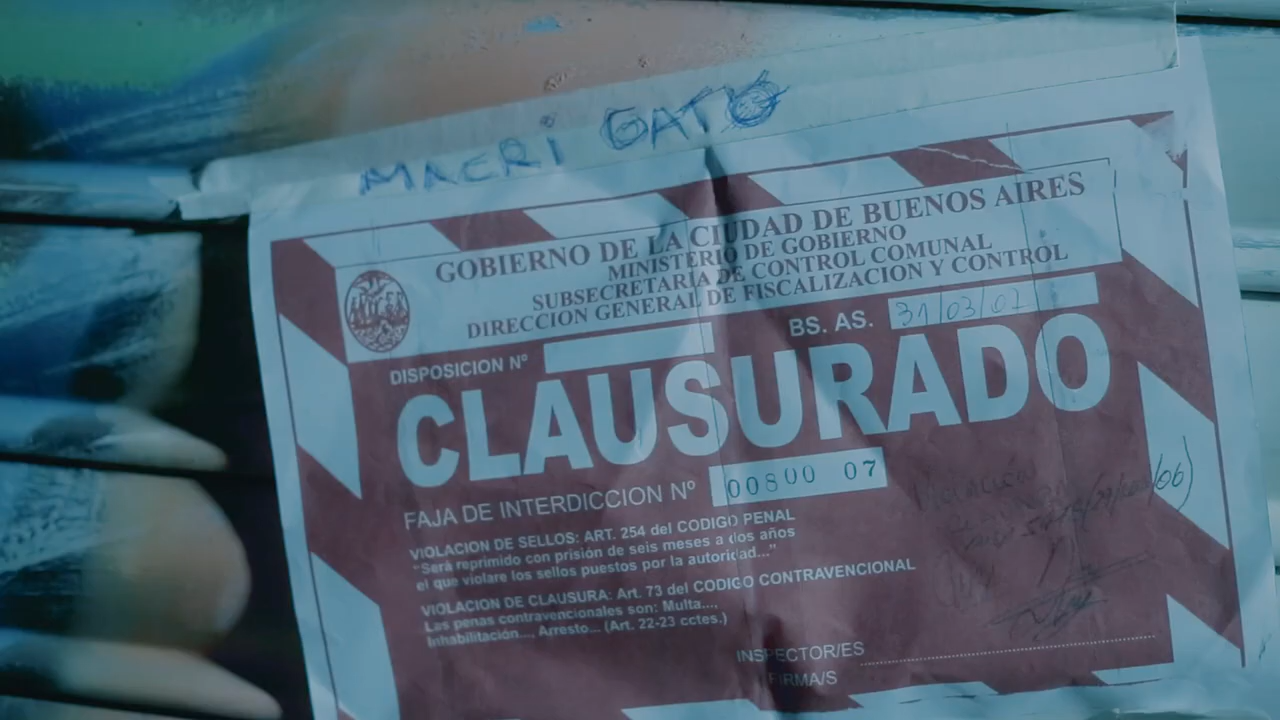 MACRI GATO
GOBIERNO DE LA CIUDAD DE BUENOS AIRES
MINISTERIO DE GOBIERNO
SUBSECRETARÍA DE CONTROL COMUNAL
DIRECCION GENERAL DE FISCALIZACION Y CONTROL
BS. AS. 31/03/07
DISPOSICION Nº
CLAUSURADO
FAJA DE INTERDICCION Nº 00800 07
VIOLACION DE SELLOS: ART. 254 del CODIGO PENAL
“Será reprimido con prisión de seis meses a dos años
el que violare los sellos puestos por la autoridad...”
VIOLACION DE CLAUSURA: Art. 73 del CODIGO CONTRAVENCIONAL
Las penas contravencionales son: Multa...,
Inhabilitación..., Arresto... (Art. 22-23 cctes.)
INSPECTOR/ES
FIRMA/S